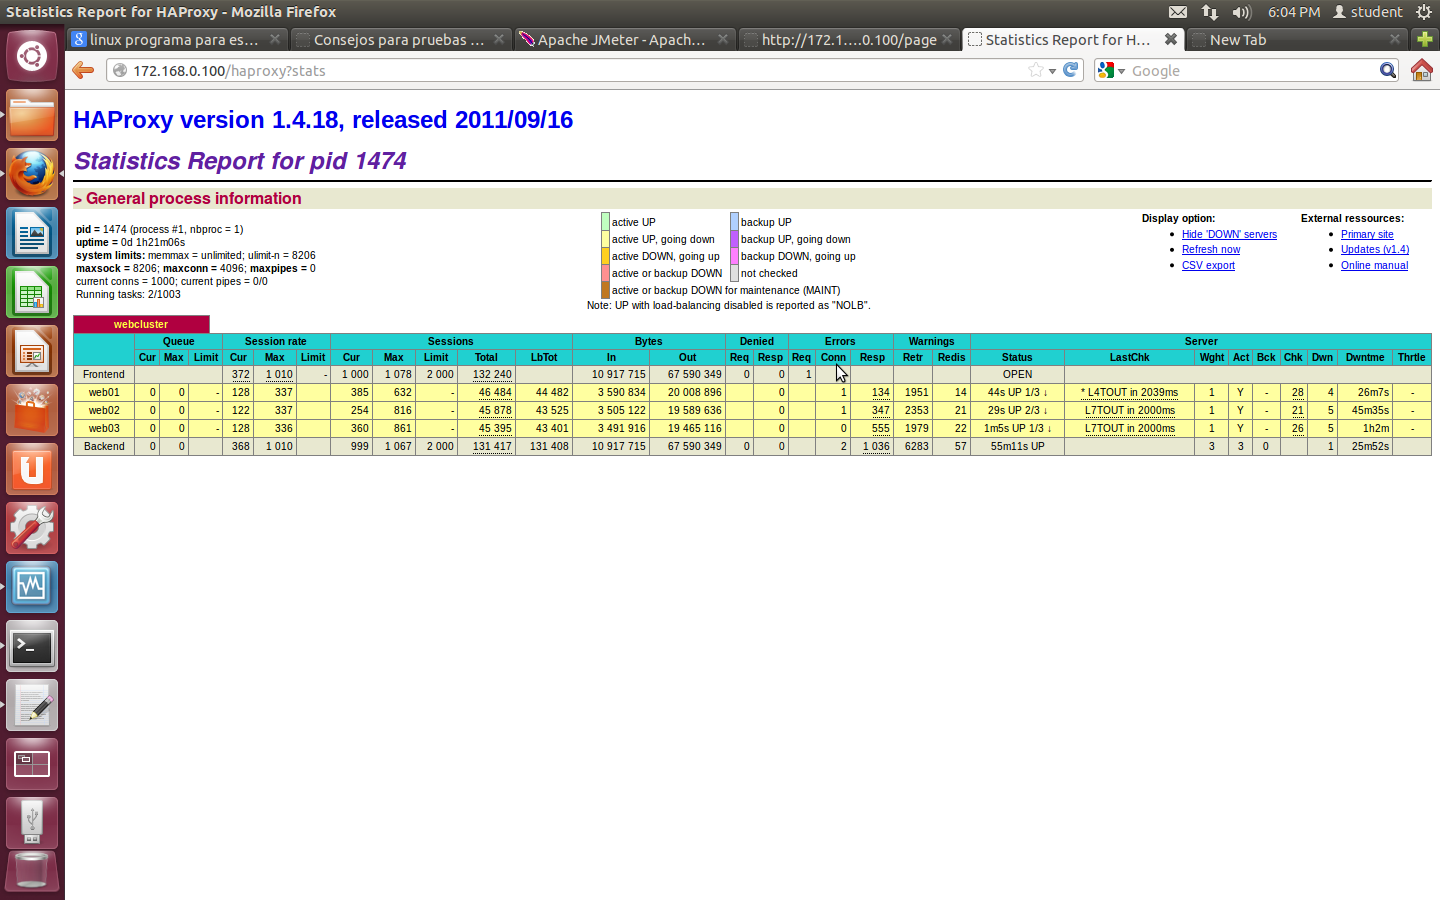 Statistics Report for HAProxy - Mozilla Firefox
6:04 PM student
linux programa para es...
Consejos para pruebas ...
Apache JMeter - Apach...
http://172.1....0.100/page
Statistics Report for H...
New Tab
172.168.0.100/haproxy?stats
Google
HAProxy version 1.4.18, released 2011/09/16
Statistics Report for pid 1474
> General process information
pid = 1474 (process #1, nbproc = 1)
uptime = 0d 1h21m06s
system limits: memmax = unlimited; ulimit-n = 8206
maxsock = 8206; maxconn = 4096; maxpipes = 0
current conns = 1000; current pipes = 0/0
Running tasks: 2/1003
active UP backup UP
active UP, going down backup UP, going down
active DOWN, going up backup DOWN, going up
active or backup DOWN not checked
active or backup DOWN for maintenance (MAINT)
Note: UP with load-balancing disabled is reported as "NOLB".
Display option:
Hide 'DOWN' servers
Refresh now
CSV export
External ressources:
Primary site
Updates (v1.4)
Online manual
webcluster
Queue Session rate Sessions Bytes Denied Errors Warnings Server
Cur Max Limit Cur Max Limit Cur Max Limit Total LbTot In Out Req Resp Req Conn Resp Retr Redis Status LastChk Wght Act Bck Chk Dwn Dwntme Thrtle
Frontend 372 1 010 - 1 000 1 078 2 000 132 240 10 917 715 67 590 349 0 0 1 OPEN
web01 0 0 - 128 337 385 632 - 46 484 44 482 3 590 834 20 008 896 0 1 134 1951 14 44s UP 1/3 ↓ * L4TOUT in 2039ms 1 Y - 28 4 26m7s -
web02 0 0 - 122 337 254 816 - 45 878 43 525 3 505 122 19 589 636 0 1 347 2353 21 29s UP 2/3 ↓ L7TOUT in 2000ms 1 Y - 21 5 45m35s -
web03 0 0 - 128 336 360 861 - 45 395 43 401 3 491 916 19 465 116 0 0 555 1979 22 1m5s UP 1/3 ↓ L7TOUT in 2000ms 1 Y - 26 5 1h2m -
Backend 0 0 368 1 010 999 1 067 2 000 131 417 131 408 10 917 715 67 590 349 0 0 2 1 036 6283 57 55m11s UP 3 3 0 1 25m52s